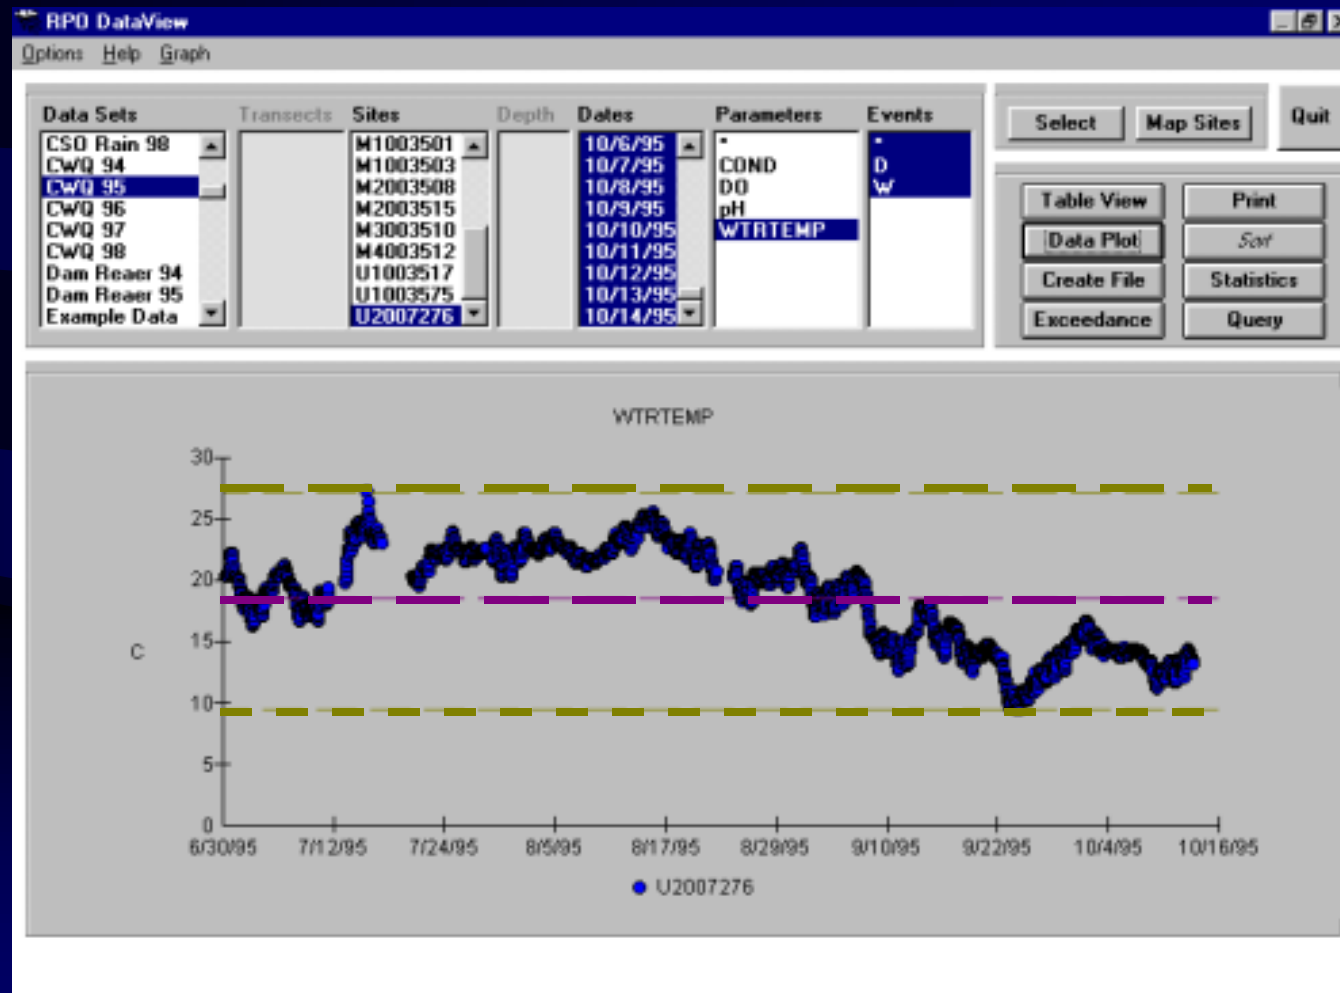 RPO DataView
Options Help Graph
Data Sets
CSO Rain 98
CWQ 94
CWQ 95
CWQ 96
CWQ 97
CWQ 98
Dam Reaer 94
Dam Reaer 95
Example Data
Transects
Sites
M1003501
M1003503
M2003508
M2003515
M3003510
M4003512
U1003517
U1003575
U2007276
Depth
Dates
10/6/95
10/7/95
10/8/95
10/9/95
10/10/95
10/11/95
10/12/95
10/13/95
10/14/95
Parameters
*
COND
DO
pH
WTRTEMP
Events
*
D
W
Select
Map Sites
Quit
Table View
Print
Data Plot
Sort
Create File
Statistics
Exceedance
Query
WTRTEMP
30
25
20
15
C
10
5
0
6/30/95 7/12/95 7/24/95 8/5/95 8/17/95 8/29/95 9/10/95 9/22/95 10/4/95 10/16/95
U2007276